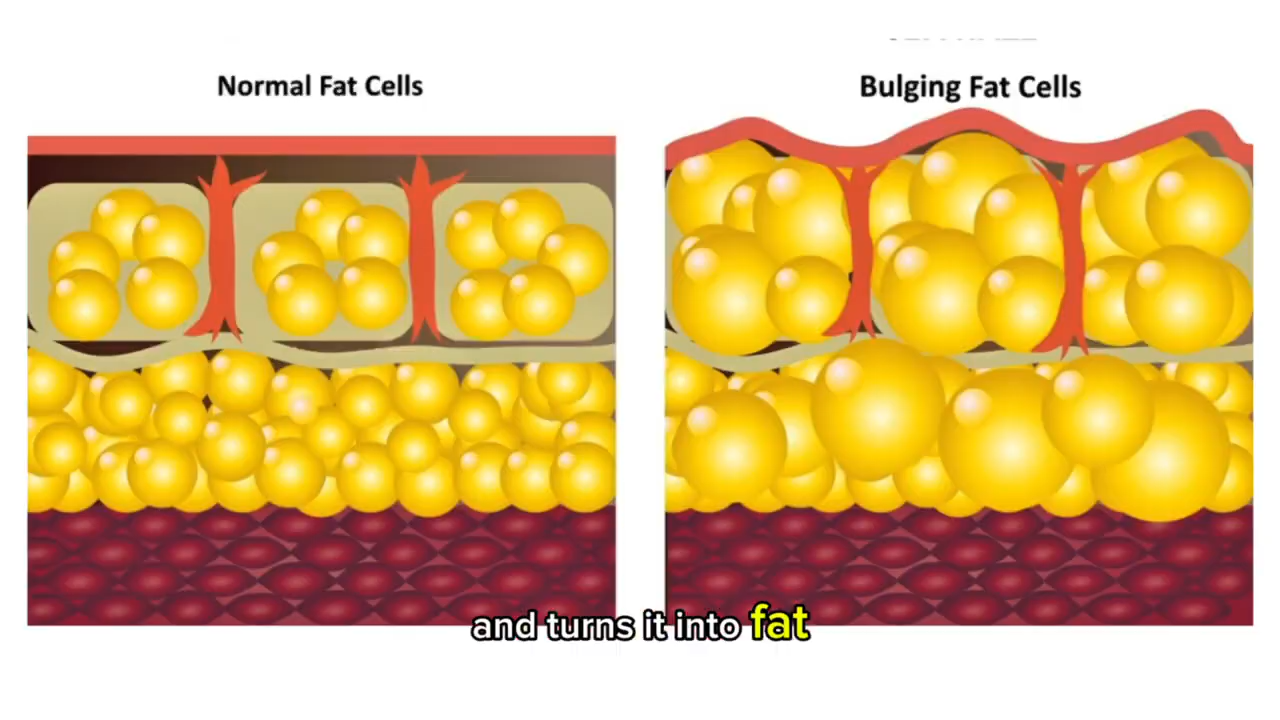 Normal Fat Cells
Bulging Fat Cells
and turns it into fat